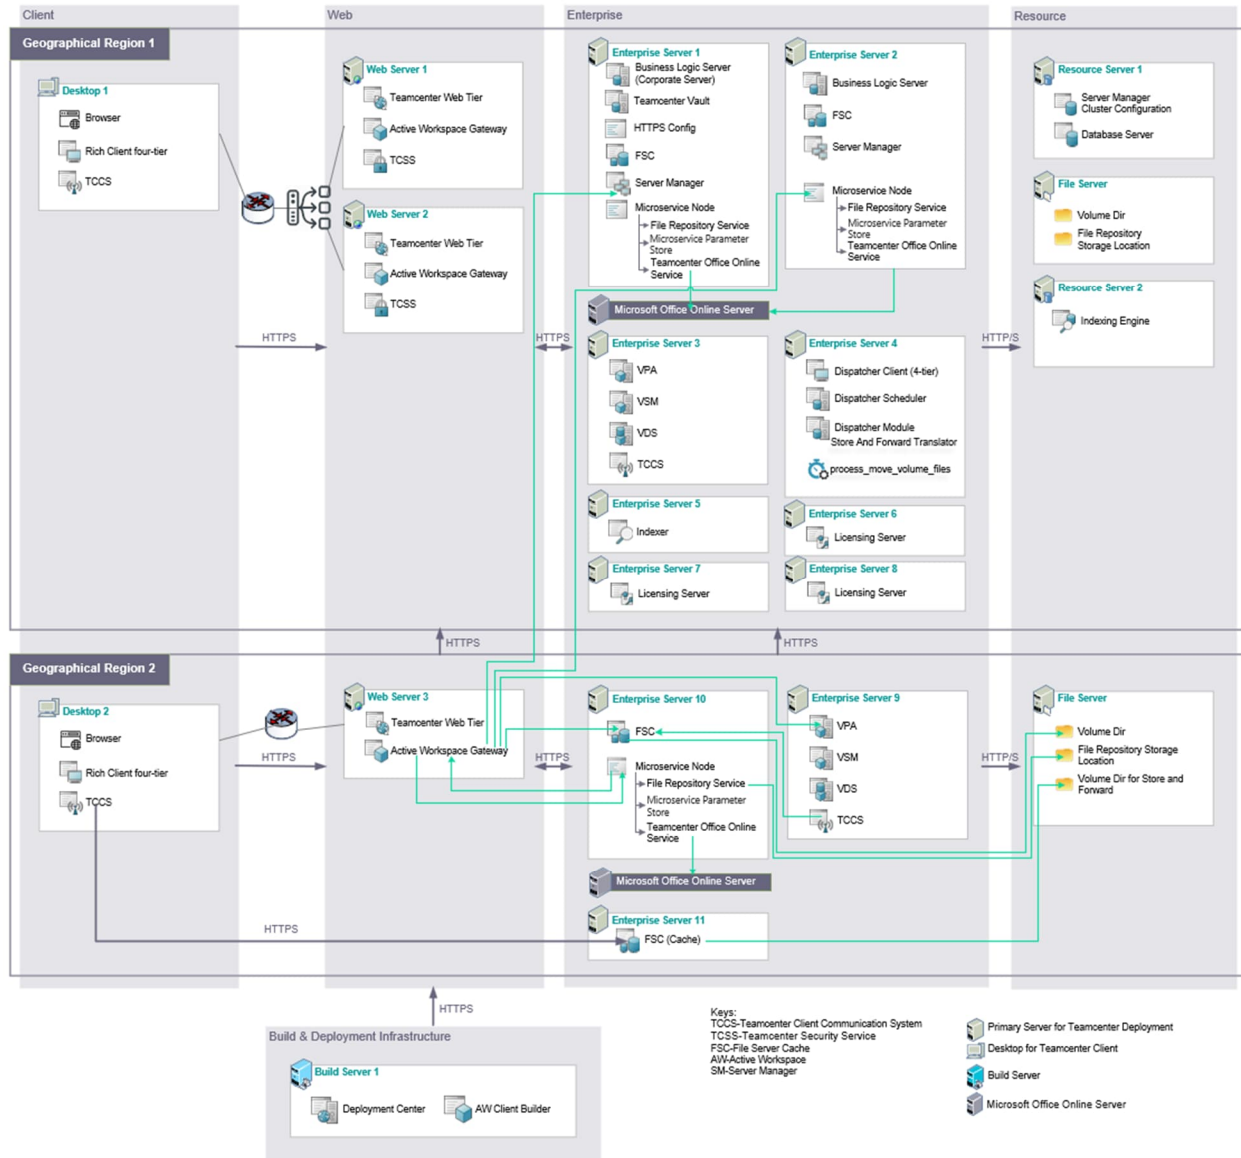 Client
Web
Enterprise
Resource
Geographical Region 1
Desktop 1
Browser
Rich Client four-tier
TCCS
Web Server 1
Teamcenter Web Tier
Active Workspace Gateway
TCSS
Web Server 2
Teamcenter Web Tier
Active Workspace Gateway
TCSS
HTTPS
HTTPS
HTTP/S
Enterprise Server 1
Business Logic Server
(Corporate Server)
Teamcenter Vault
HTTPS Config
FSC
Server Manager
Microservice Node
File Repository Service
Microservice Parameter
Store
Teamcenter Office Online
Service
Enterprise Server 2
Business Logic Server
FSC
Server Manager
Microservice Node
File Repository Service
Microservice Parameter
Store
Teamcenter Office Online
Service
Microsoft Office Online Server
Enterprise Server 3
VPA
VSM
VDS
TCCS
Enterprise Server 4
Dispatcher Client (4-tier)
Dispatcher Scheduler
Dispatcher Module
Store And Forward Translator
process_move_volume_files
Enterprise Server 5
Indexer
Enterprise Server 6
Licensing Server
Enterprise Server 7
Licensing Server
Enterprise Server 8
Licensing Server
Resource Server 1
Server Manager
Cluster Configuration
Database Server
File Server
Volume Dir
File Repository
Storage Location
Resource Server 2
Indexing Engine
HTTPS
HTTPS
Geographical Region 2
Desktop 2
Browser
Rich Client four-tier
TCCS
HTTPS
Web Server 3
Teamcenter Web Tier
Active Workspace Gateway
HTTPS
Enterprise Server 10
FSC
Microservice Node
File Repository Service
Microservice Parameter
Store
Teamcenter Office Online
Service
Microsoft Office Online Server
Enterprise Server 9
VPA
VSM
VDS
TCCS
HTTP/S
File Server
Volume Dir
File Repository Storage
Location
Volume Dir for Store and
Forward
HTTPS
Enterprise Server 11
FSC (Cache)
HTTPS
Build & Deployment Infrastructure
Build Server 1
Deployment Center
AW Client Builder
Keys:
TCCS-Teamcenter Client Communication System
TCSS-Teamcenter Security Service
FSC-File Server Cache
AW-Active Workspace
SM-Server Manager
Primary Server for Teamcenter Deployment
Desktop for Teamcenter Client
Build Server
Microsoft Office Online Server